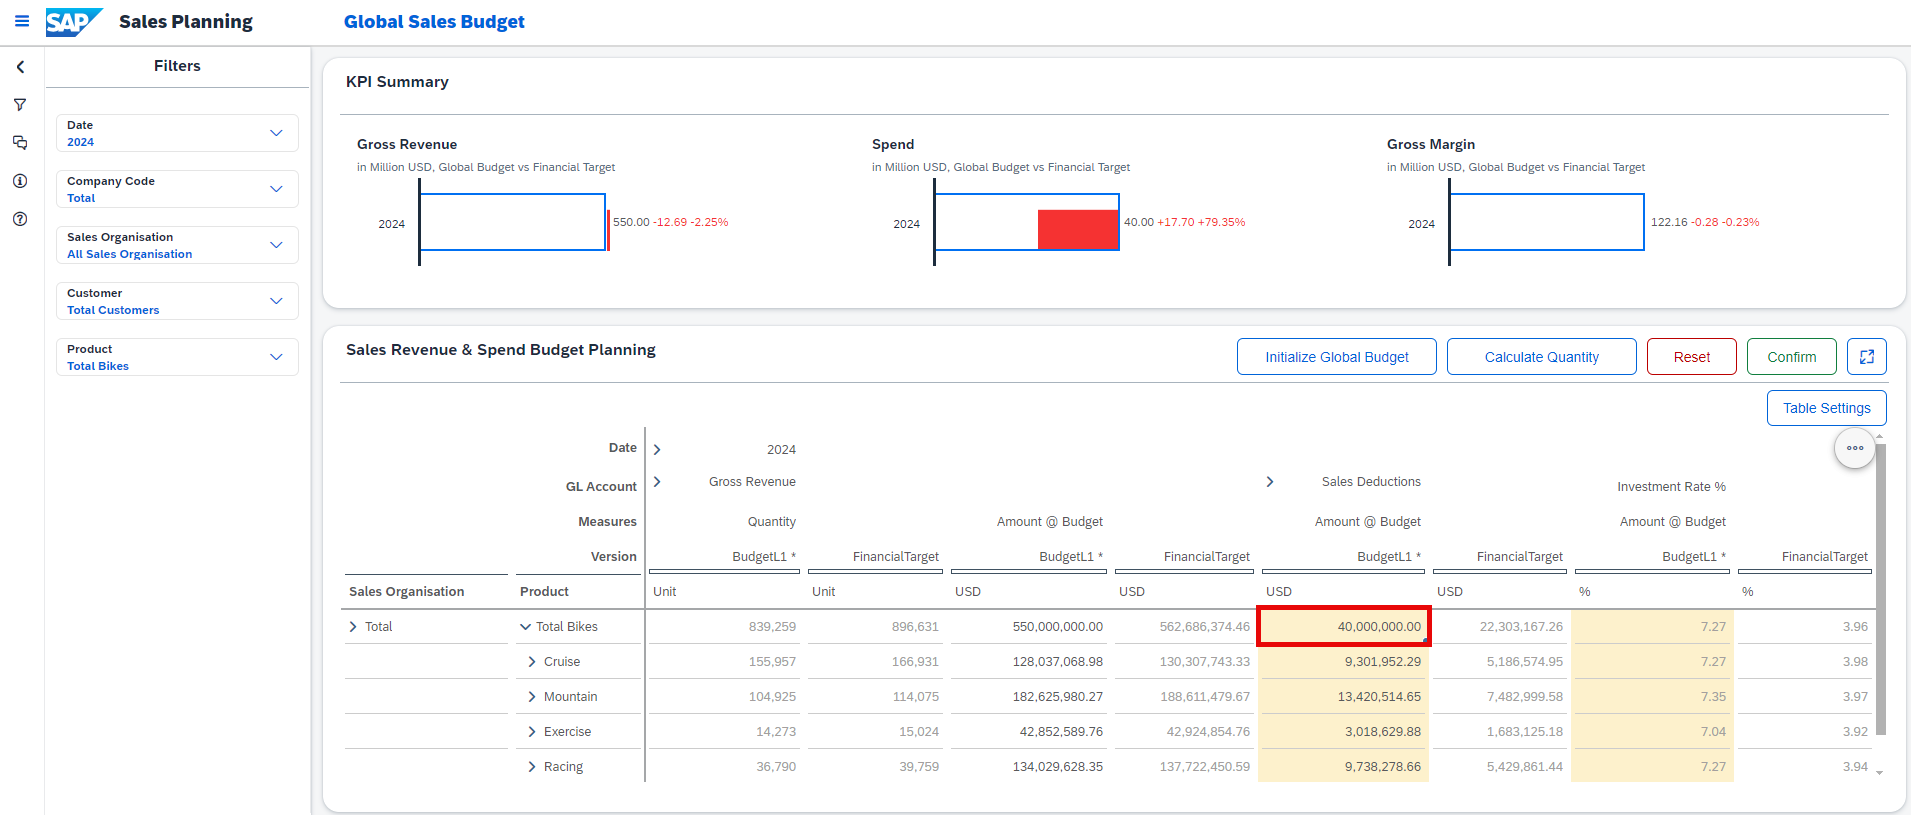 SAP Sales Planning Global Sales Budget
Filters
Date
2024
Company Code
Total
Sales Organisation
All Sales Organisation
Customer
Total Customers
Product
Total Bikes
KPI Summary
Gross Revenue
in Million USD, Global Budget vs Financial Target
2024 550.00 -12.69 -2.25%
Spend
in Million USD, Global Budget vs Financial Target
2024 40.00 +17.70 +79.35%
Gross Margin
in Million USD, Global Budget vs Financial Target
2024 122.16 -0.28 -0.23%
Sales Revenue & Spend Budget Planning
Initialize Global Budget Calculate Quantity Reset Confirm
Table Settings
Date 2024
GL Account Gross Revenue Sales Deductions Investment Rate %
Measures Quantity Amount @ Budget Amount @ Budget Amount @ Budget
Version BudgetL1 * FinancialTarget BudgetL1 * FinancialTarget BudgetL1 * FinancialTarget BudgetL1 * FinancialTarget
Sales Organisation Product Unit Unit USD USD USD USD % %
Total Total Bikes 839,259 896,631 550,000,000.00 562,686,374.46 40,000,000.00 22,303,167.26 7.27 3.96
Cruise 155,957 166,931 128,037,068.98 130,307,743.33 9,301,952.29 5,186,574.95 7.27 3.98
Mountain 104,925 114,075 182,625,980.27 188,611,479.67 13,420,514.65 7,482,999.58 7.35 3.97
Exercise 14,273 15,024 42,852,589.76 42,924,854.76 3,018,629.88 1,683,125.18 7.04 3.92
Racing 36,790 39,759 134,029,628.35 137,722,450.59 9,738,278.66 5,429,861.44 7.27 3.94